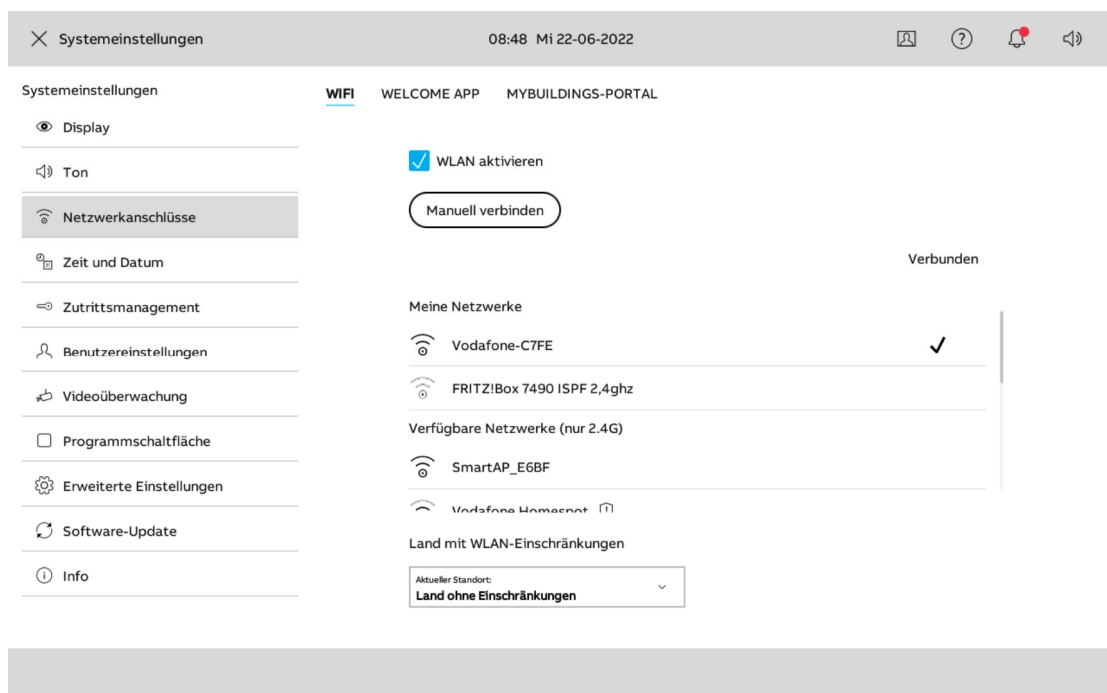 Systemeinstellungen
08:48 Mi 22-06-2022
Systemeinstellungen
Display
Ton
Netzwerkanschlüsse
Zeit und Datum
Zutrittsmanagement
Benutzereinstellungen
Videoüberwachung
Programmschaltfläche
Erweiterte Einstellungen
Software-Update
Info
WIFI WELCOME APP MYBUILDINGS-PORTAL
WLAN aktivieren
Manuell verbinden
Verbunden
Meine Netzwerke
Vodafone-C7FE
FRITZ!Box 7490 ISPF 2,4ghz
Verfügbare Netzwerke (nur 2.4G)
SmartAP_E6BF
Vodafone Homespot
Land mit WLAN-Einschränkungen
Aktueller Standort:
Land ohne Einschränkungen